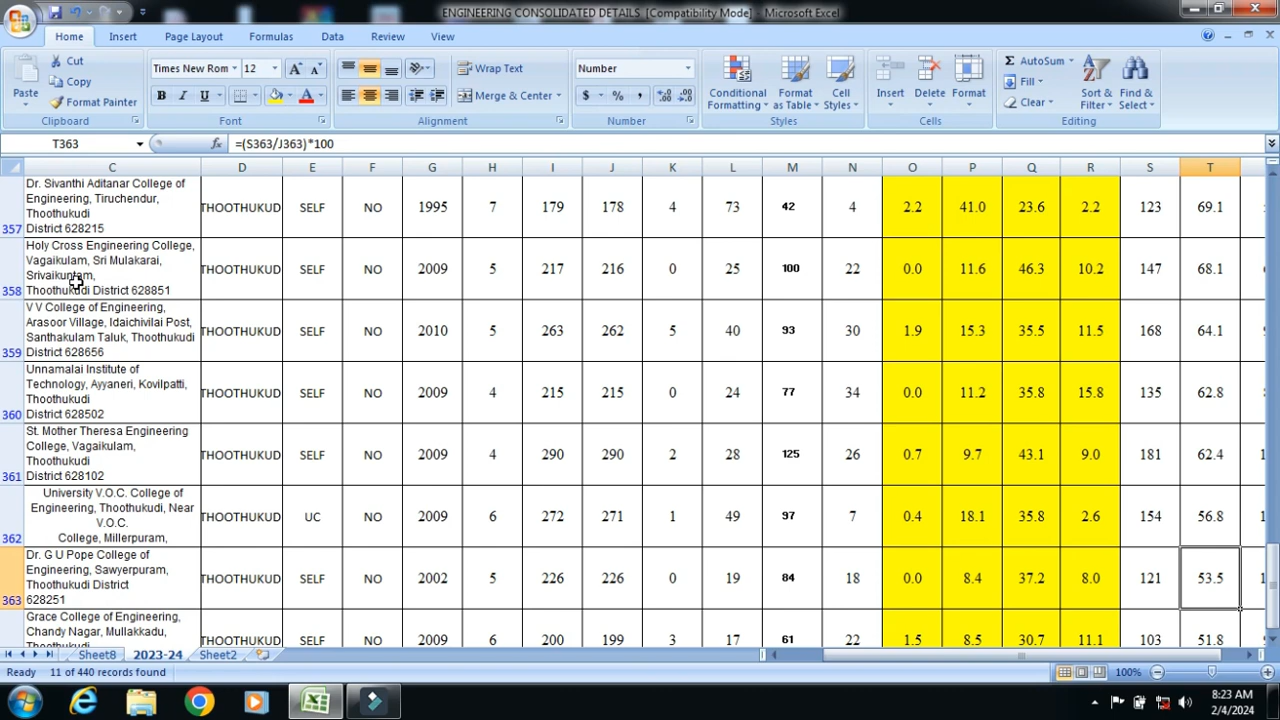 ENGINEERING CONSOLIDATED DETAILS [Compatibility Mode] - Microsoft Excel
Home Insert Page Layout Formulas Data Review View
Cut
Copy
Format Painter
Paste
Clipboard
Times New Rom 12
B I U
Font
Wrap Text
Merge & Center
Alignment
Number
$ % ,
Number
Conditional Formatting
Format as Table
Cell Styles
Styles
Insert Delete Format
Cells
AutoSum
Fill
Clear
Sort & Filter
Find & Select
Editing
T363 fx =(S363/J363)*100
C D E F G H I J K L M N O P Q R S T
Dr. Sivanthi Aditanar College of
Engineering, Tiruchendur,
Thoothukudi
District 628215
357 THOOTHUKUD SELF NO 1995 7 179 178 4 73 42 4 2.2 41.0 23.6 2.2 123 69.1
Holy Cross Engineering College,
Vagaikulam, Sri Mulakarai,
Srivaikuntam,
Thoothukudi District 628851
358 THOOTHUKUD SELF NO 2009 5 217 216 0 25 100 22 0.0 11.6 46.3 10.2 147 68.1
V V College of Engineering,
Arasoor Village, Idaichivilai Post,
Santhakulam Taluk, Thoothukudi
District 628656
359 THOOTHUKUD SELF NO 2010 5 263 262 5 40 93 30 1.9 15.3 35.5 11.5 168 64.1
Unnamalai Institute of
Technology, Ayyaneri, Kovilpatti,
Thoothukudi
District 628502
360 THOOTHUKUD SELF NO 2009 4 215 215 0 24 77 34 0.0 11.2 35.8 15.8 135 62.8
St. Mother Theresa Engineering
College, Vagaikulam,
Thoothukudi
District 628102
361 THOOTHUKUD SELF NO 2009 4 290 290 2 28 125 26 0.7 9.7 43.1 9.0 181 62.4
University V.O.C. College of
Engineering, Thoothukudi, Near
V.O.C.
College, Millerpuram,
362 THOOTHUKUD UC NO 2009 6 272 271 1 49 97 7 0.4 18.1 35.8 2.6 154 56.8
Dr. G U Pope College of
Engineering, Sawyerpuram,
Thoothukudi District
628251
363 THOOTHUKUD SELF NO 2002 5 226 226 0 19 84 18 0.0 8.4 37.2 8.0 121 53.5
Grace College of Engineering,
Chandy Nagar, Mullakkadu,
Thoothukudi
THOOTHUKUD SELF NO 2009 6 200 199 3 17 61 22 1.5 8.5 30.7 11.1 103 51.8
Sheet8 2023-24 Sheet2
Ready 11 of 440 records found 100%
8:23 AM
2/4/2024